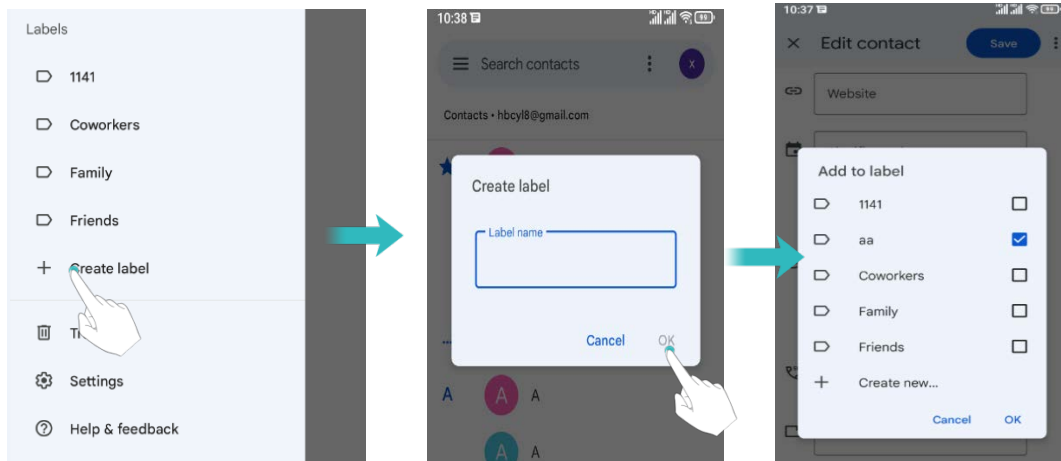 Labels
1141
Coworkers
Family
Friends
Create label
Settings
Help & feedback
10:38
99
Search contacts
X
Contacts • hbcyl8@gmail.com
Create label
Label name
Cancel OK
A A A
A A
10:37
99
Edit contact Save
Website
Add to label
1141
aa
Coworkers
Family
Friends
Create new...
Cancel OK